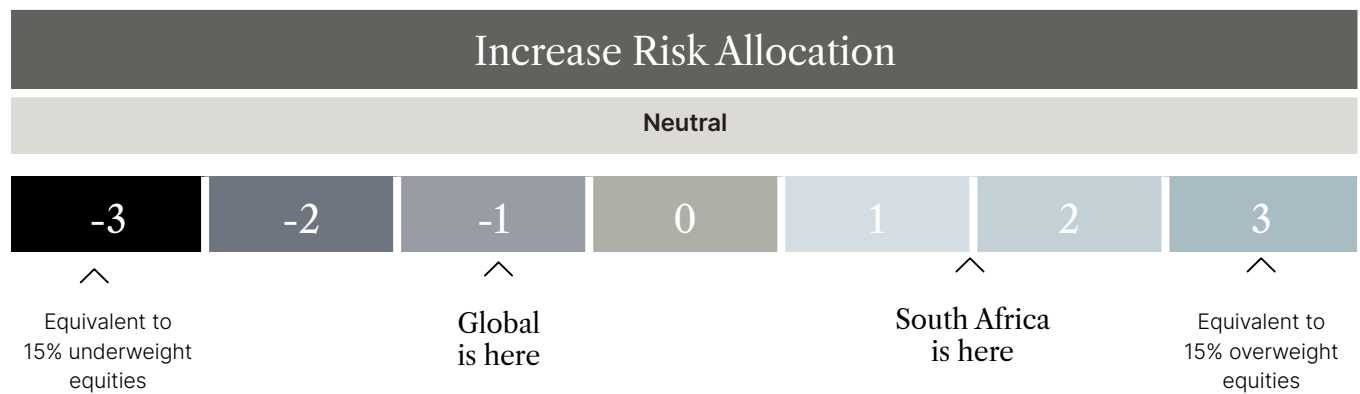 Increase Risk Allocation
Neutral
-3 -2 -1 0 1 2 3
Equivalent to
15% underweight
equities
Global
is here
South Africa
is here
Equivalent to
15% overweight
equities